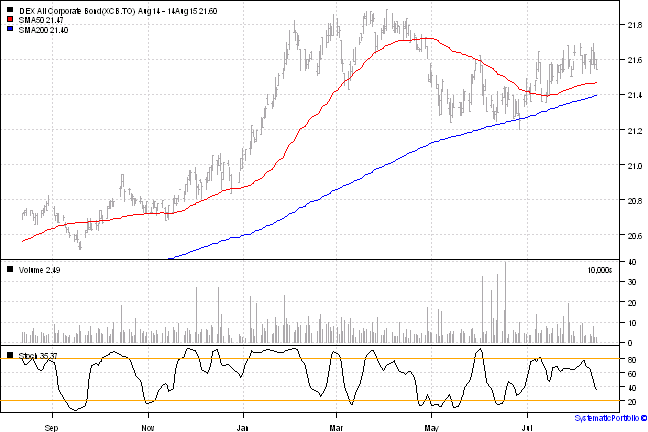 DEX All Corporate Bond(XCB.TO) Aug14 - 14Aug15 21.60
SMA50 21.47
SMA200 21.40
21.8
21.6
21.4
21.2
21.0
20.8
20.6
Volume 2.49
10,000s
40
30
20
10
0
Stoch 35.37
80
60
40
20
Sep
Nov
Jan
Mar
May
Jul
SystematicPortfolio ©